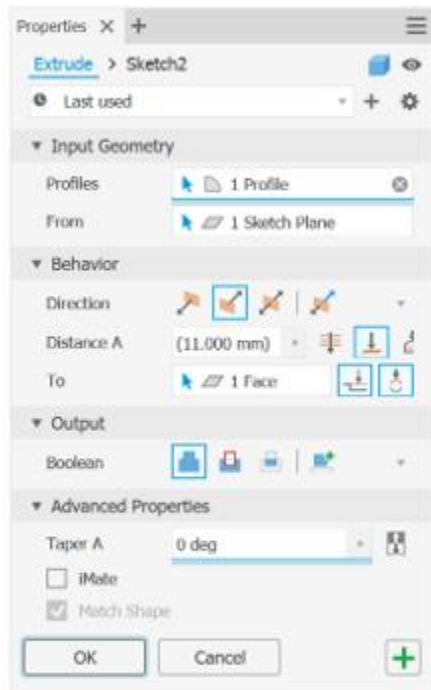 Properties
Extrude > Sketch2
Last used
Input Geometry
Profiles 1 Profile
From 1 Sketch Plane
Behavior
Direction
Distance A (11.000 mm)
To 1 Face
Output
Boolean
Advanced Properties
Taper A 0 deg
iMate
Match Shape
OK Cancel